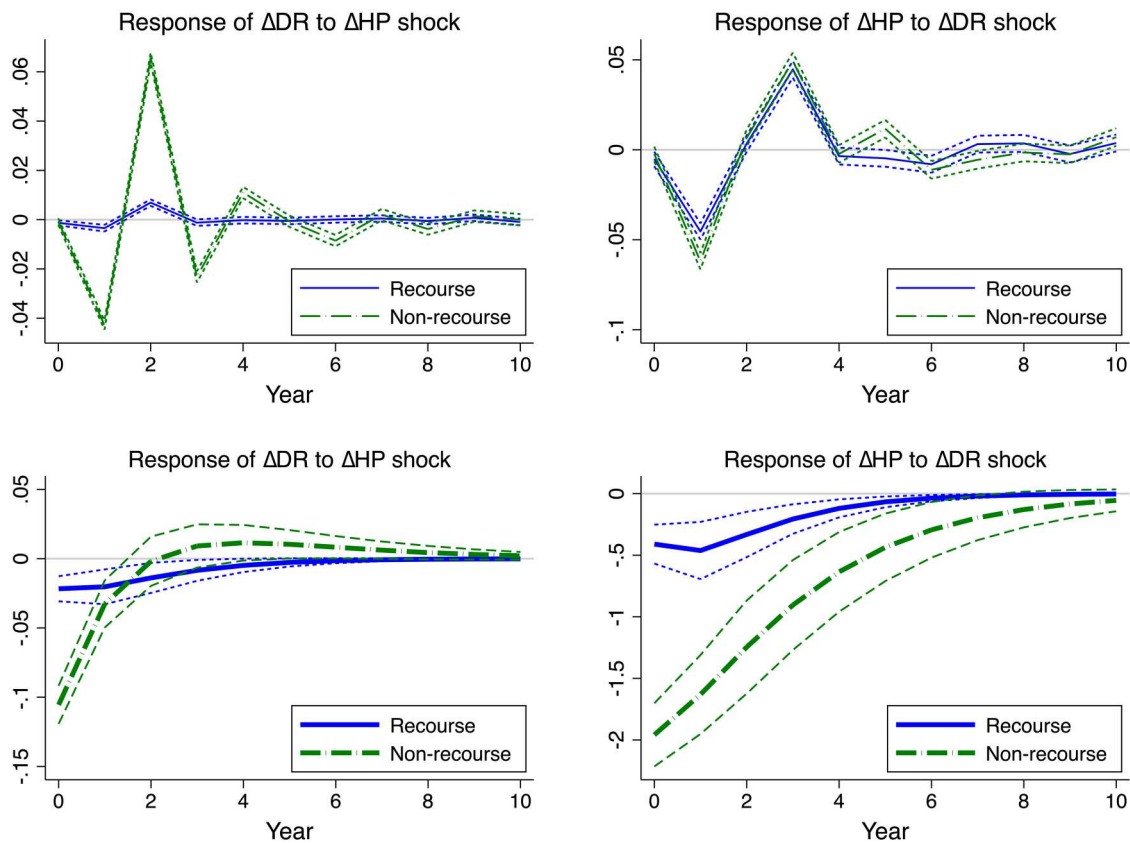 Response of ΔDR to ΔHP shock
.06
.04
.02
0
-.02
-.04
Recourse
Non-recourse
0 2 4 6 8 10
Year
Response of ΔHP to ΔDR shock
.05
0
-.05
-.1
Recourse
Non-recourse
0 2 4 6 8 10
Year
Response of ΔDR to ΔHP shock
.05
0
-.05
-.1
-.15
Recourse
Non-recourse
0 2 4 6 8 10
Year
Response of ΔHP to ΔDR shock
0
-.5
-1
-1.5
-2
Recourse
Non-recourse
0 2 4 6 8 10
Year